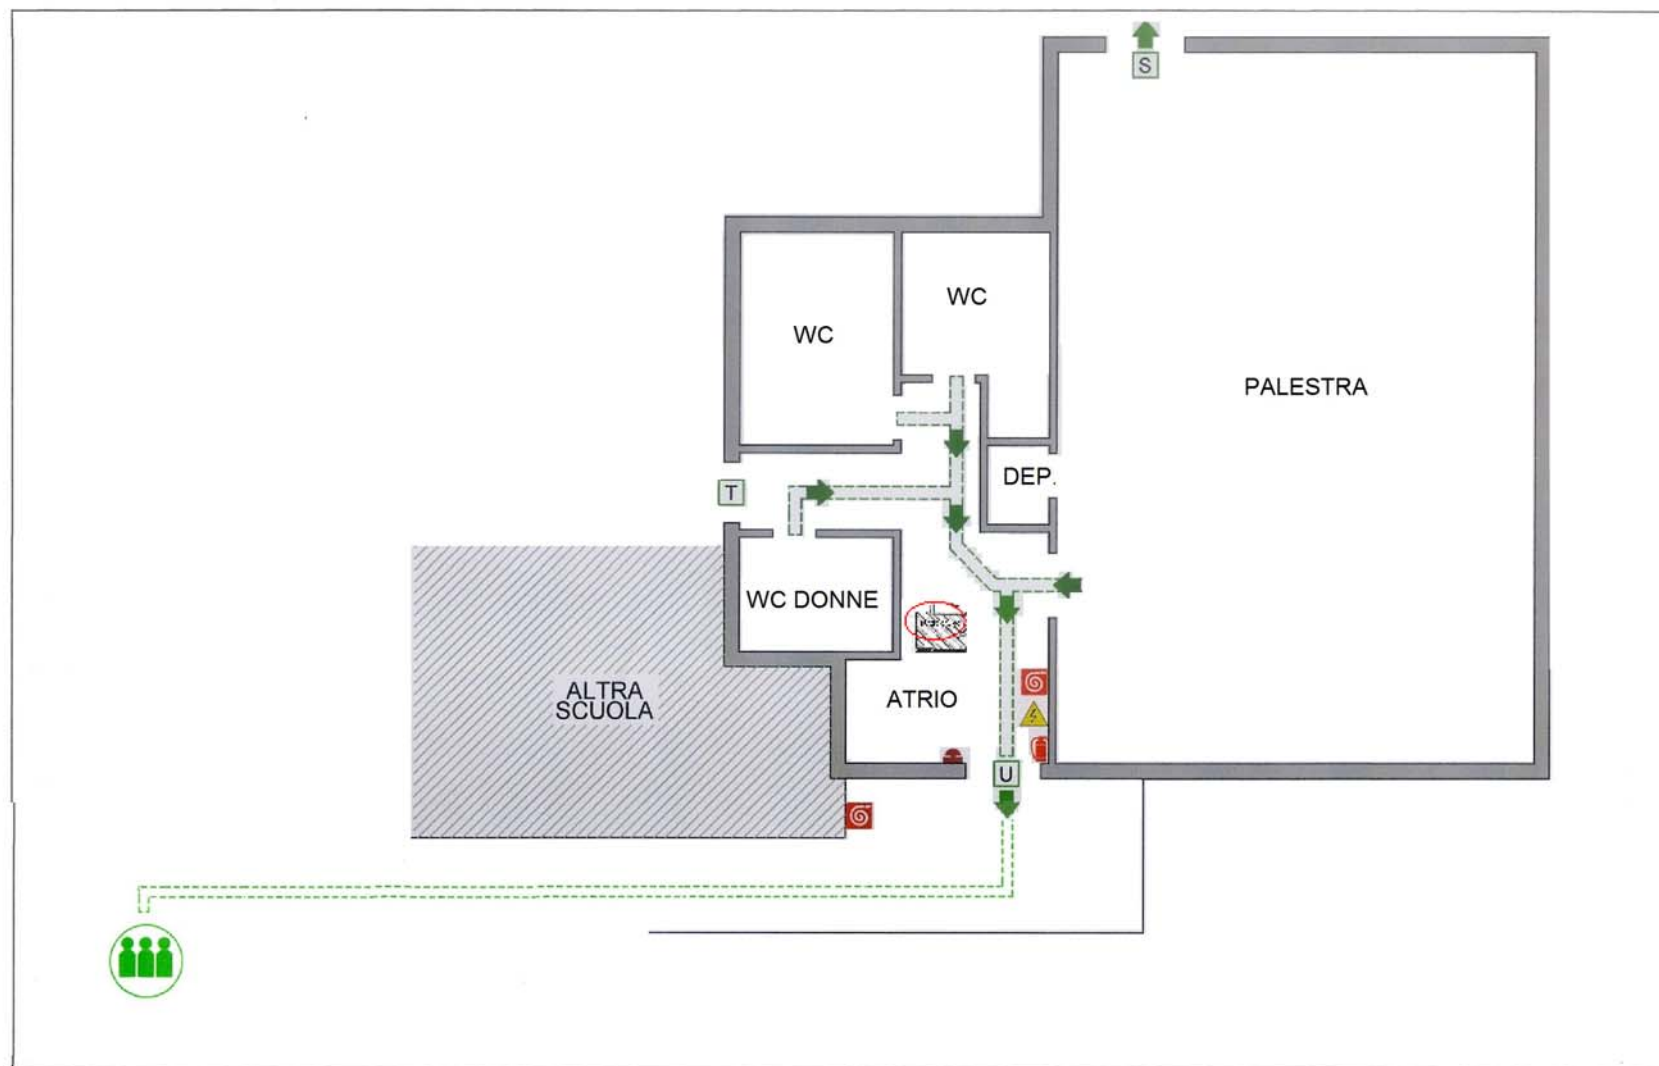 S
WC
WC
PALESTRA
DEP.
T
WC DONNE
ALTRA
SCUOLA
ATRIO
U